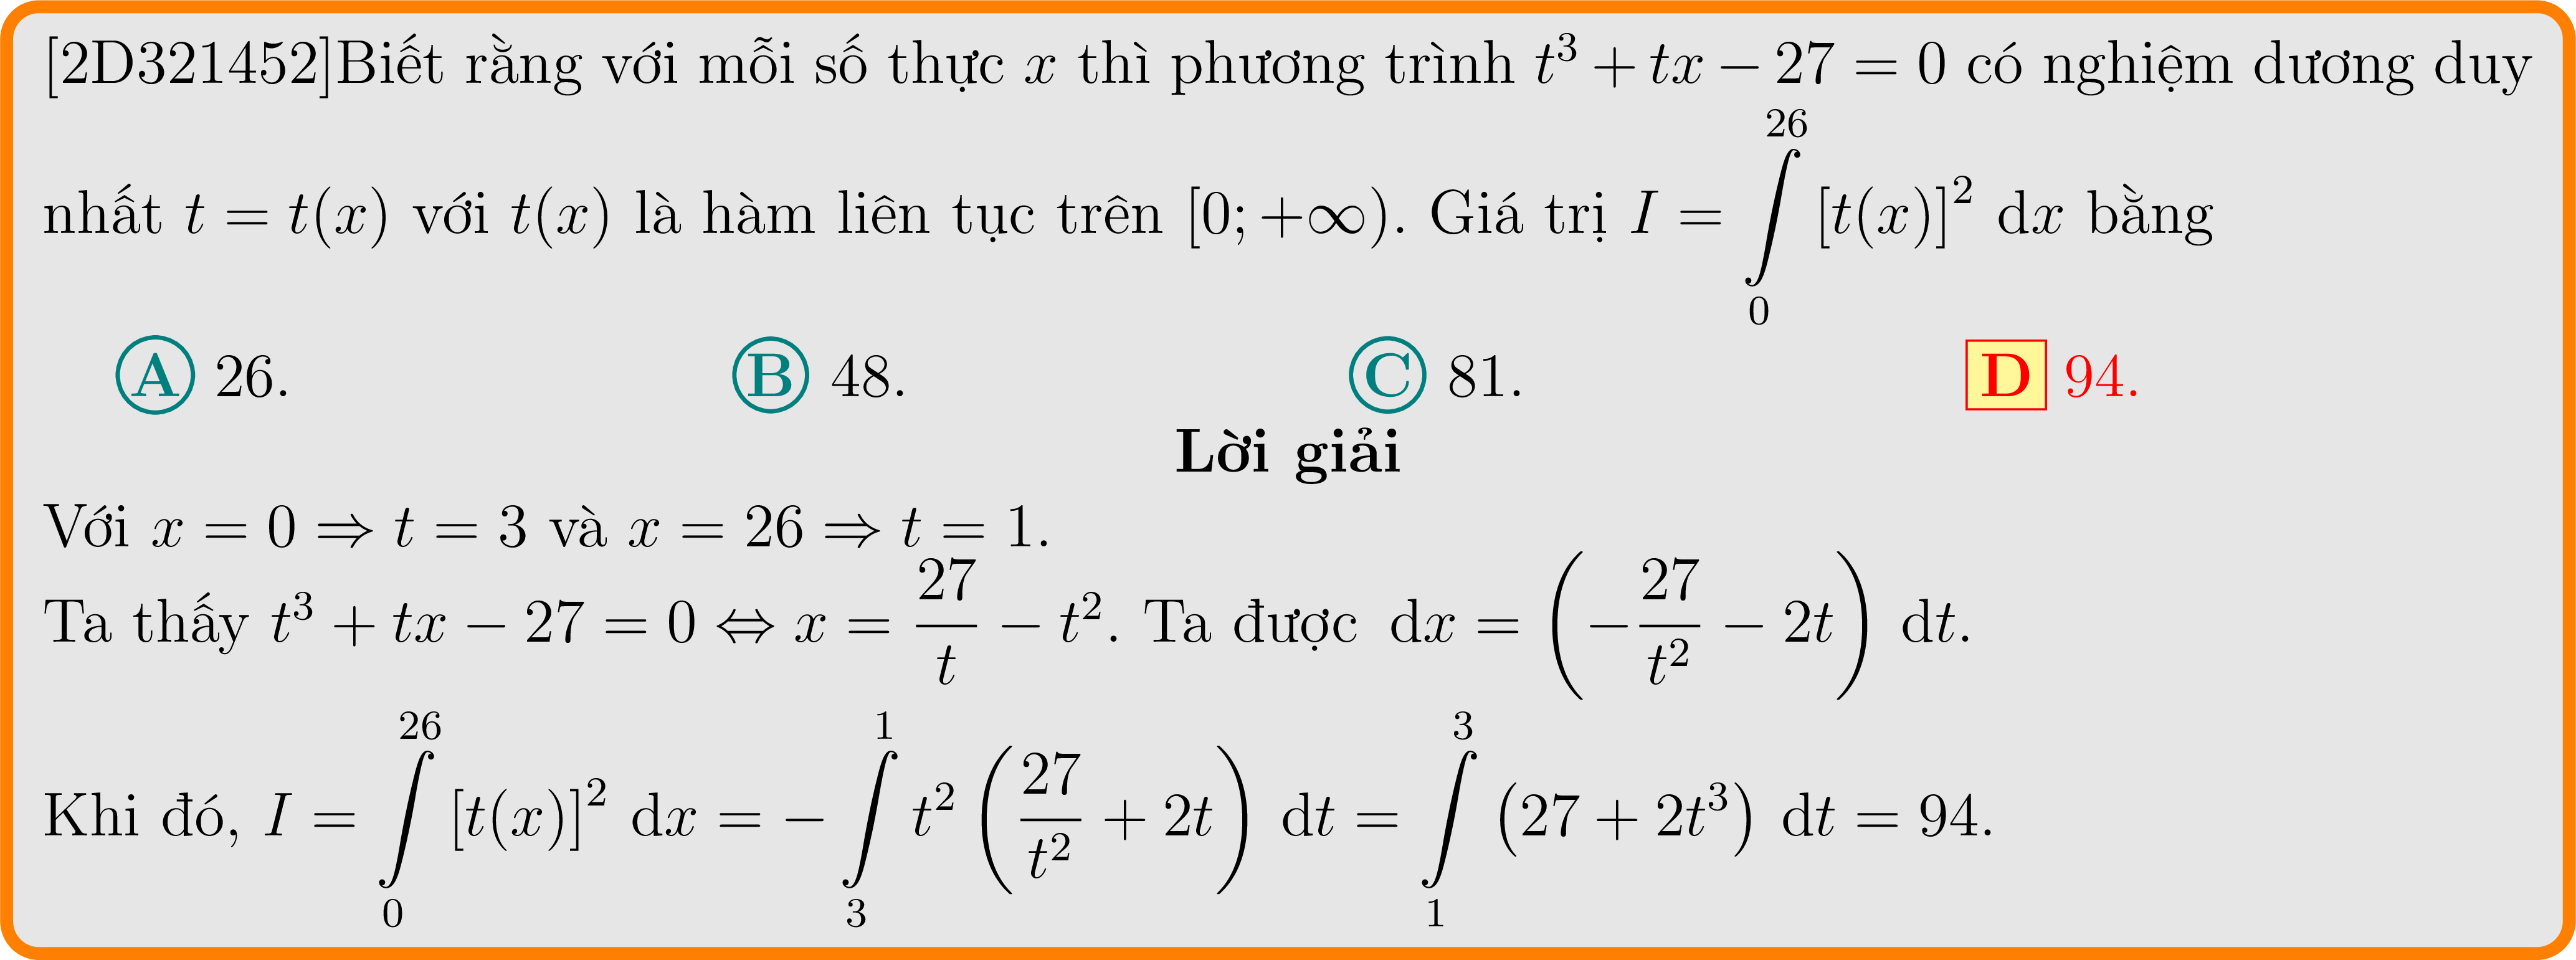 [2D321452]Biết rằng với mỗi số thực $x$ thì phương trình $t^3 + tx - 27 = 0$ có nghiệm dương duy
nhất $t = t(x)$ với $t(x)$ là hàm liên tục trên $[0; +\infty)$. Giá trị $I = \int\limits_0^{26} [t(x)]^2 \, \mathrm{d}x$ bằng
A 26. B 48. C 81. D 94.
Lời giải
Với $x = 0 \Rightarrow t = 3$ và $x = 26 \Rightarrow t = 1$.
Ta thấy $t^3 + tx - 27 = 0 \Leftrightarrow x = \dfrac{27}{t} - t^2$. Ta được $\mathrm{d}x = \left(-\dfrac{27}{t^2} - 2t\right) \mathrm{d}t$.
Khi đó, $I = \int\limits_0^{26} [t(x)]^2 \, \mathrm{d}x = -\int\limits_3^1 t^2 \left(\dfrac{27}{t^2} + 2t\right) \mathrm{d}t = \int\limits_1^3 \left(27 + 2t^3\right) \mathrm{d}t = 94$.